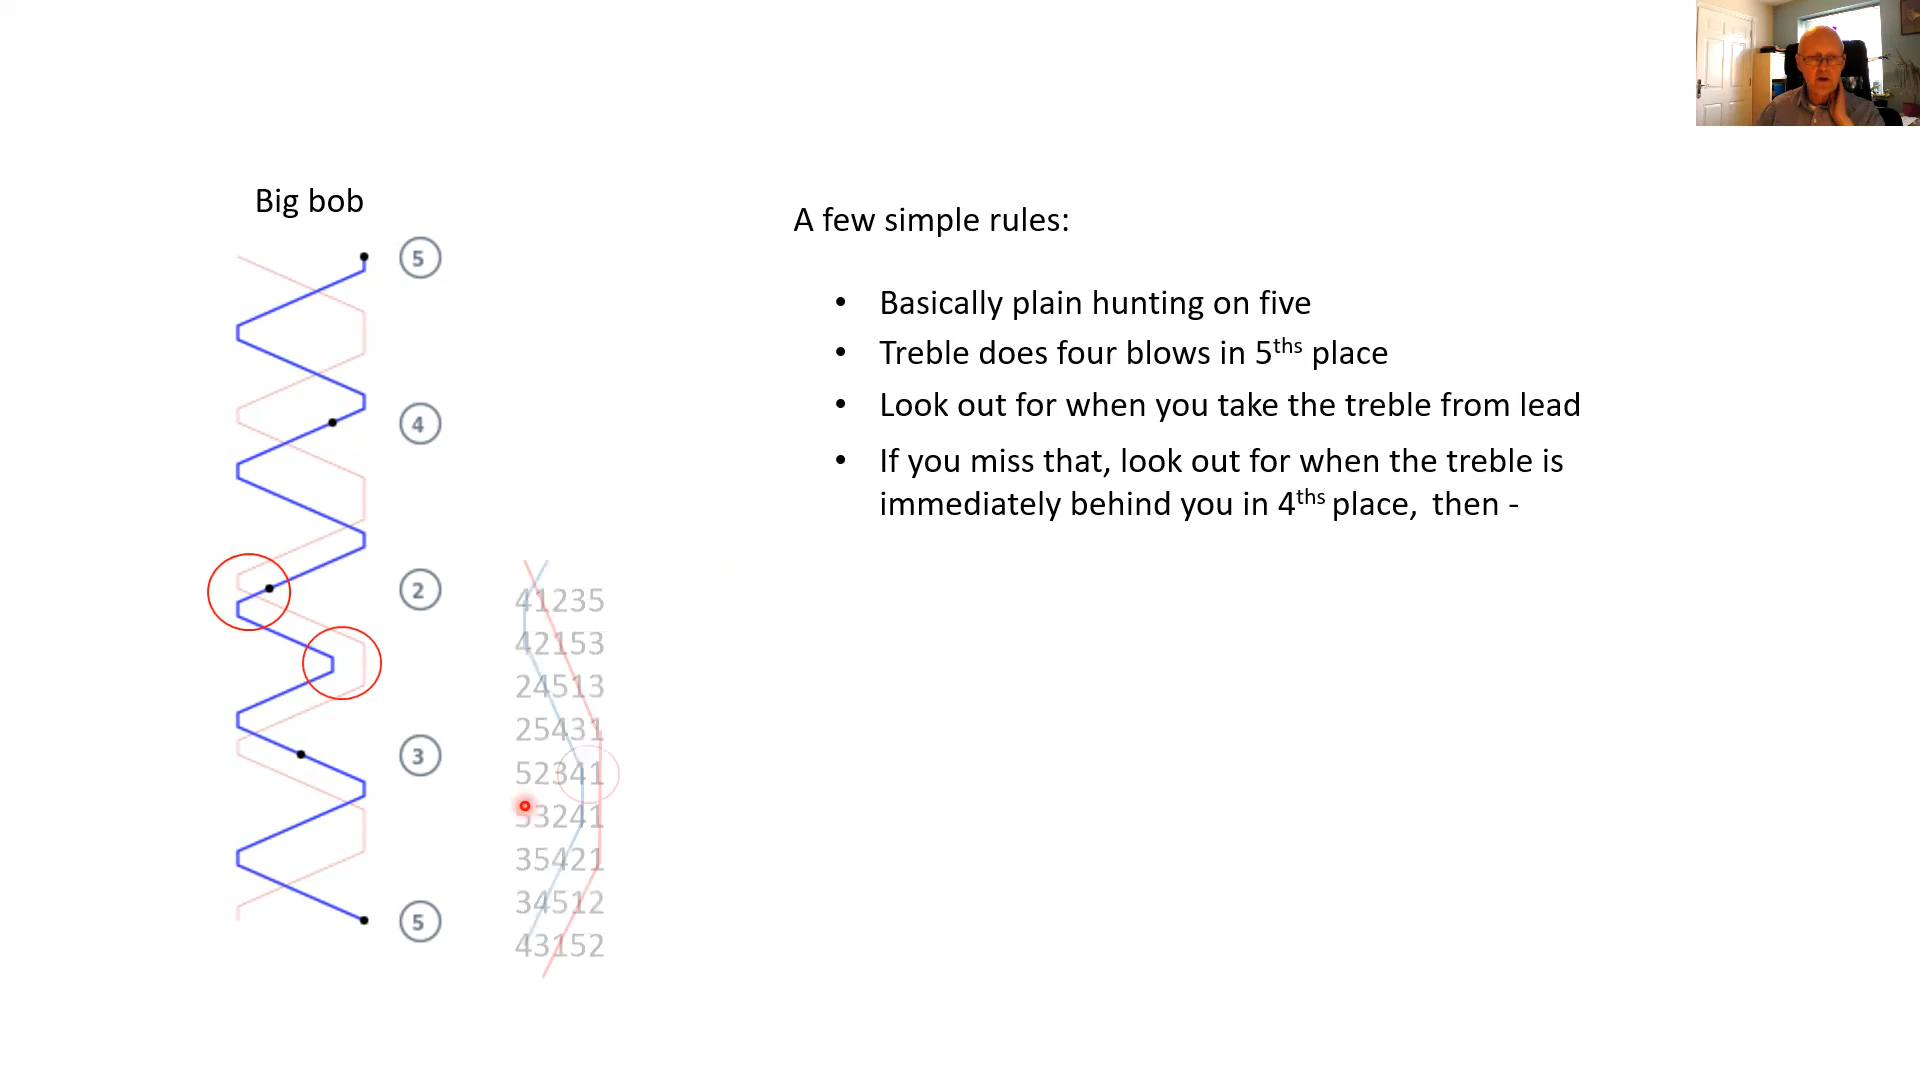 Big bob
5
4
2
3
5
41235
42153
24513
25431
52341
53241
35421
34512
43152
A few simple rules:
• Basically plain hunting on five
• Treble does four blows in 5ths place
• Look out for when you take the treble from lead
• If you miss that, look out for when the treble is
immediately behind you in 4ths place, then -